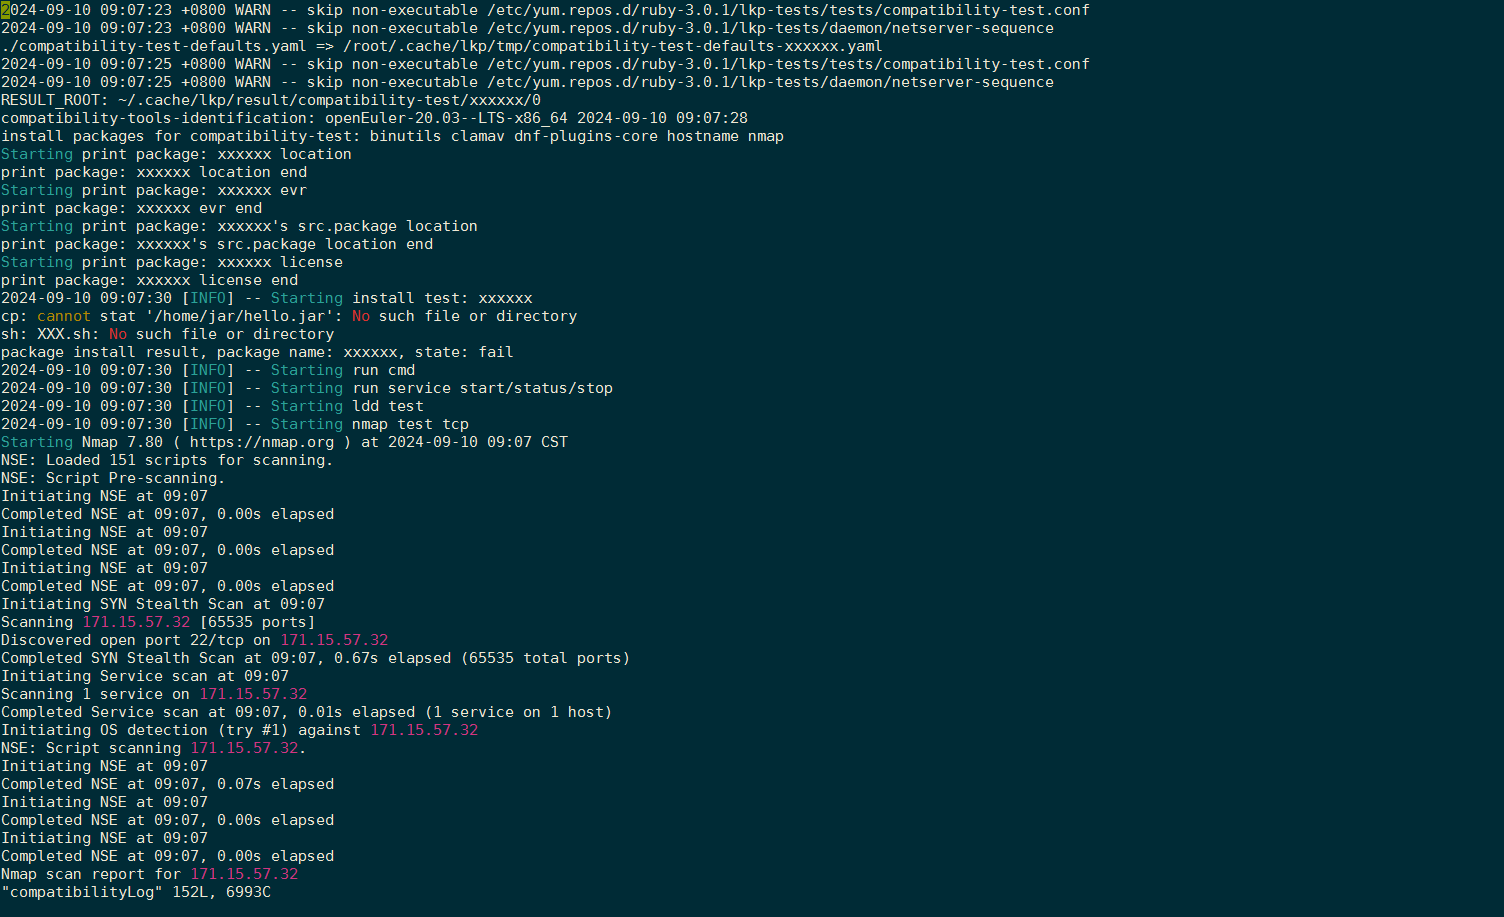 2024-09-10 09:07:23 +0800 WARN -- skip non-executable /etc/yum.repos.d/ruby-3.0.1/lkp-tests/tests/compatibility-test.conf
2024-09-10 09:07:23 +0800 WARN -- skip non-executable /etc/yum.repos.d/ruby-3.0.1/lkp-tests/daemon/netserver-sequence
./compatibility-test-defaults.yaml => /root/.cache/lkp/tmp/compatibility-test-defaults-xxxxxx.yaml
2024-09-10 09:07:25 +0800 WARN -- skip non-executable /etc/yum.repos.d/ruby-3.0.1/lkp-tests/tests/compatibility-test.conf
2024-09-10 09:07:25 +0800 WARN -- skip non-executable /etc/yum.repos.d/ruby-3.0.1/lkp-tests/daemon/netserver-sequence
RESULT_ROOT: ~/.cache/lkp/result/compatibility-test/xxxxxx/0
compatibility-tools-identification: openEuler-20.03--LTS-x86_64 2024-09-10 09:07:28
install packages for compatibility-test: binutils clamav dnf-plugins-core hostname nmap
Starting print package: xxxxxx location
print package: xxxxxx location end
Starting print package: xxxxxx evr
print package: xxxxxx evr end
Starting print package: xxxxxx's src.package location
print package: xxxxxx's src.package location end
Starting print package: xxxxxx license
print package: xxxxxx license end
2024-09-10 09:07:30 [INFO] -- Starting install test: xxxxxx
cp: cannot stat '/home/jar/hello.jar': No such file or directory
sh: XXX.sh: No such file or directory
package install result, package name: xxxxxx, state: fail
2024-09-10 09:07:30 [INFO] -- Starting run cmd
2024-09-10 09:07:30 [INFO] -- Starting run service start/status/stop
2024-09-10 09:07:30 [INFO] -- Starting ldd test
2024-09-10 09:07:30 [INFO] -- Starting nmap test tcp
Starting Nmap 7.80 ( https://nmap.org ) at 2024-09-10 09:07 CST
NSE: Loaded 151 scripts for scanning.
NSE: Script Pre-scanning.
Initiating NSE at 09:07
Completed NSE at 09:07, 0.00s elapsed
Initiating NSE at 09:07
Completed NSE at 09:07, 0.00s elapsed
Initiating NSE at 09:07
Completed NSE at 09:07, 0.00s elapsed
Initiating SYN Stealth Scan at 09:07
Scanning 171.15.57.32 [65535 ports]
Discovered open port 22/tcp on 171.15.57.32
Completed SYN Stealth Scan at 09:07, 0.67s elapsed (65535 total ports)
Initiating Service scan at 09:07
Scanning 1 service on 171.15.57.32
Completed Service scan at 09:07, 0.01s elapsed (1 service on 1 host)
Initiating OS detection (try #1) against 171.15.57.32
NSE: Script scanning 171.15.57.32.
Initiating NSE at 09:07
Completed NSE at 09:07, 0.07s elapsed
Initiating NSE at 09:07
Completed NSE at 09:07, 0.00s elapsed
Initiating NSE at 09:07
Completed NSE at 09:07, 0.00s elapsed
Nmap scan report for 171.15.57.32
"compatibilityLog" 152L, 6993C